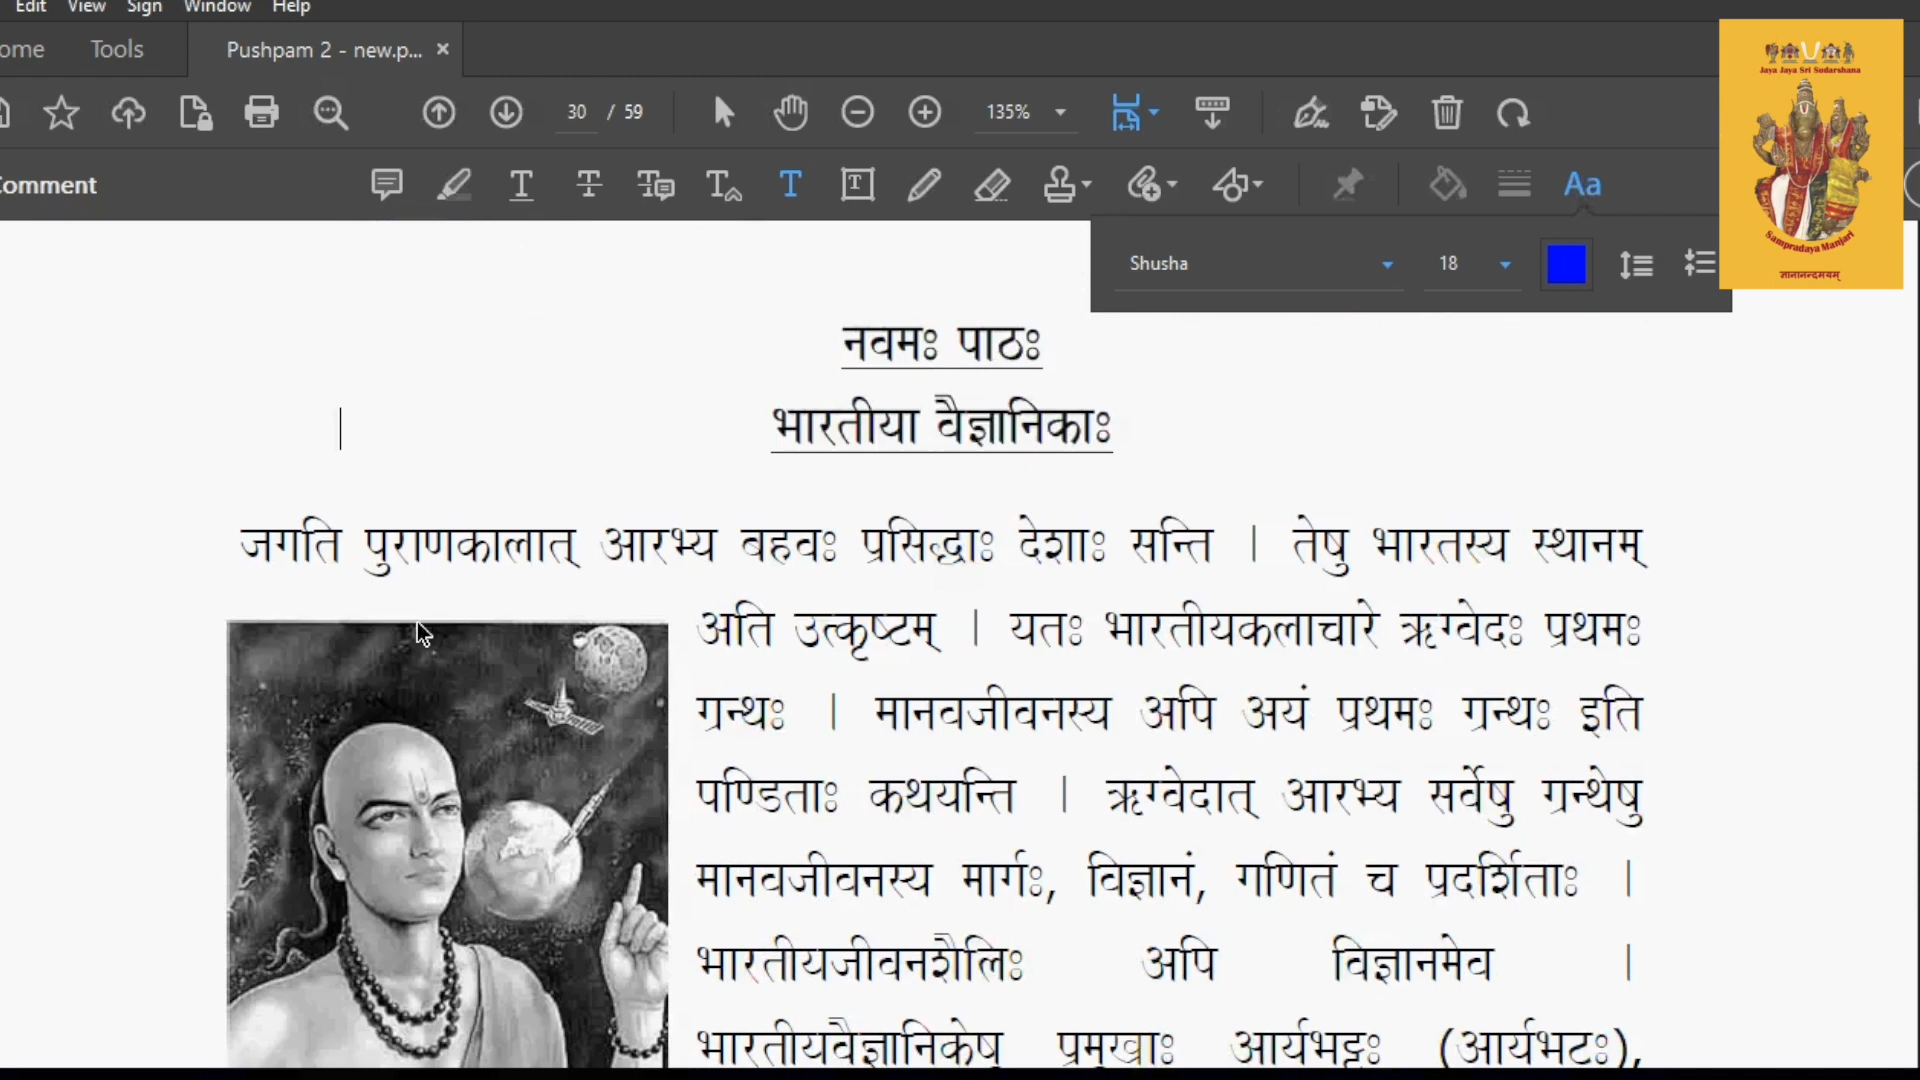 Edit View Sign Window Help
ome Tools Pushpam 2 - new.p... ×
30 / 59 135%
Comment
Shusha 18
Jaya Jaya Sri Sudarshana
Sampradaya Manjari
ज्ञानानन्दमयम्
नवमः पाठः
भारतीया वैज्ञानिकाः
जगति पुराणकालात् आरभ्य बहवः प्रसिद्धाः देशाः सन्ति । तेषु भारतस्य स्थानम्
अति उत्कृष्टम् । यतः भारतीयकलाचारे ऋग्वेदः प्रथमः
ग्रन्थः । मानवजीवनस्य अपि अयं प्रथमः ग्रन्थः इति
पण्डिताः कथयन्ति । ऋग्वेदात् आरभ्य सर्वेषु ग्रन्थेषु
मानवजीवनस्य मार्गः, विज्ञानं, गणितं च प्रदर्शिताः ।
भारतीयजीवनशैलिः अपि विज्ञानमेव ।
भारतीयवैज्ञानिकेषु प्रमुखाः आर्यभट्टः (आर्यभटः),